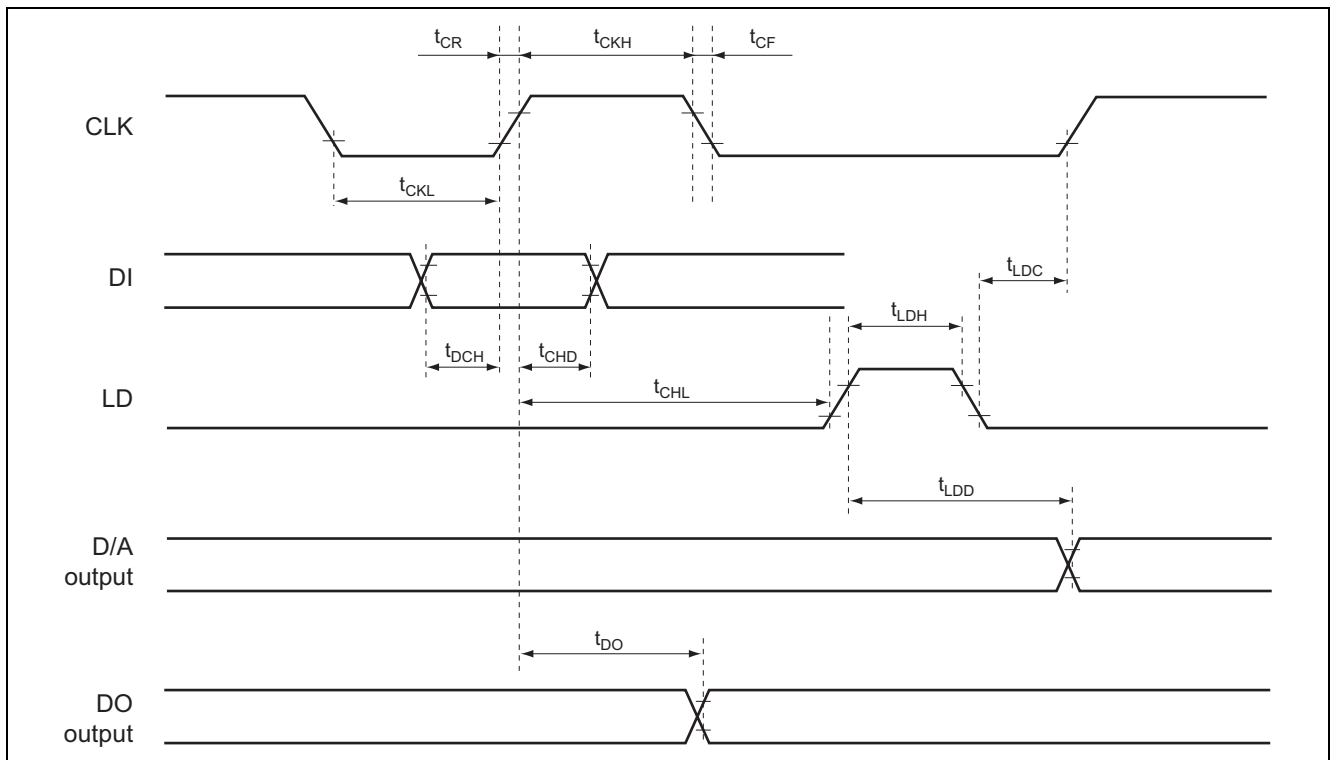 tCR
tCKH
tCF
CLK
tCKL
DI
tLDC
tLDH
tDCH
tCHD
tCHL
LD
tLDD
D/A
output
tDO
DO
output